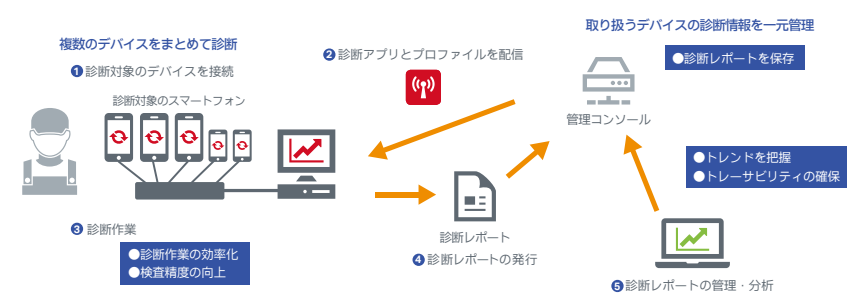 複数のデバイスをまとめて診断
❶診断対象のデバイスを接続
診断対象のスマートフォン
❷診断アプリとプロファイルを配信
取り扱うデバイスの診断情報を一元管理
●診断レポートを保存
管理コンソール
●トレンドを把握
●トレーサビリティの確保
❸ 診断作業
●診断作業の効率化
●検査精度の向上
診断レポート
❹診断レポートの発行
❺診断レポートの管理・分析